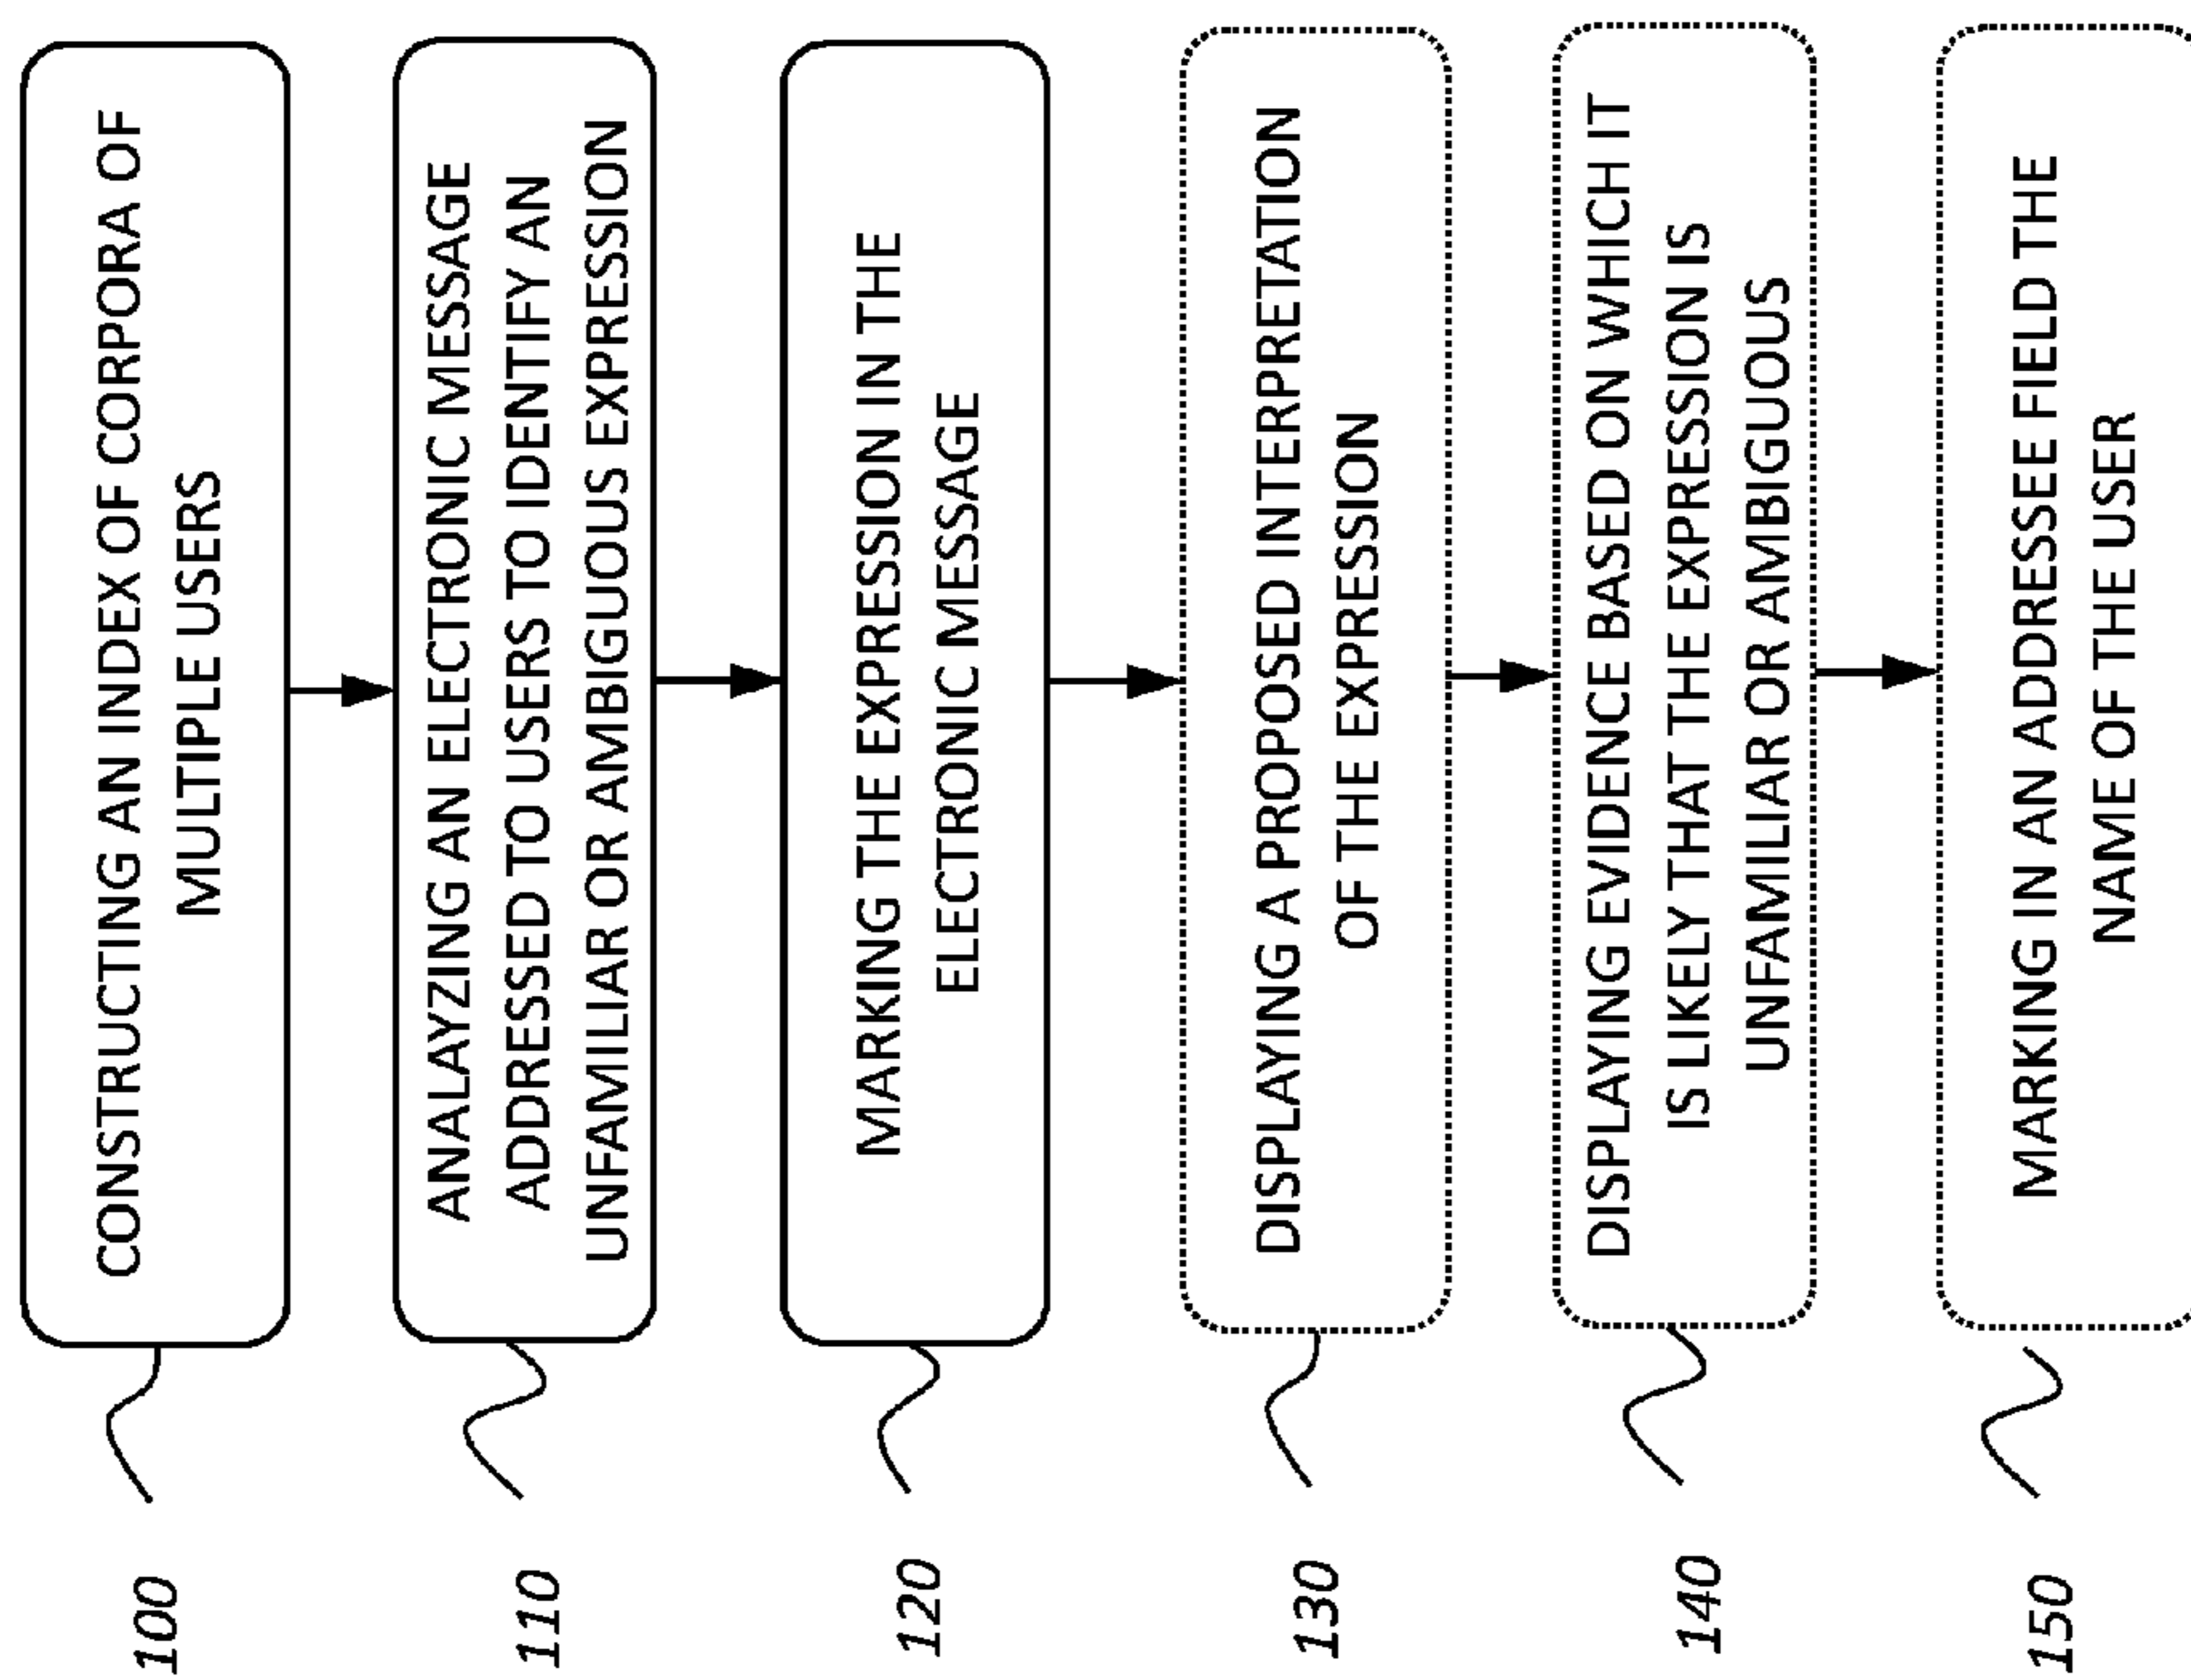 100
CONSTRUCTING AN INDEX OF CORPORA OF
MULTIPLE USERS
110
ANALAYZING AN ELECTRONIC MESSAGE
ADDRESSED TO USERS TO IDENTIFY AN
UNFAMILIAR OR AMBIGUOUS EXPRESSION
120
MARKING THE EXPRESSION IN THE
ELECTRONIC MESSAGE
130
DISPLAYING A PROPOSED INTERPRETATION
OF THE EXPRESSION
140
DISPLAYING EVIDENCE BASED ON WHICH IT
IS LIKELY THAT THE EXPRESSION IS
UNFAMILIAR OR AMBIGUOUS
150
MARKING IN AN ADDRESSEE FIELD THE
NAME OF THE USER